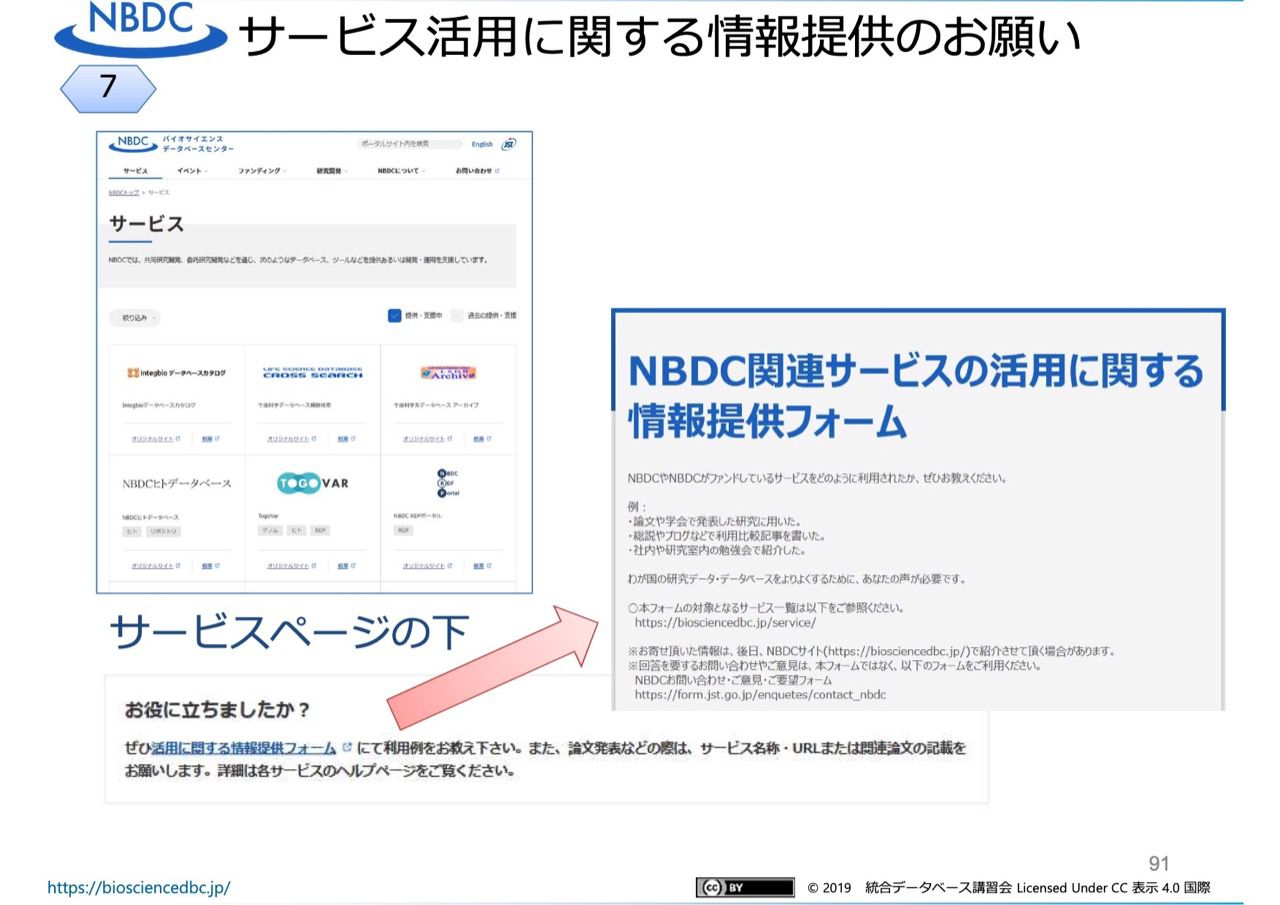 NBDC サービス活用に関する情報提供のお願い
7
NBDC バイオサイエンス
データベースセンター
ポータルサイト内を検索 English JST
サービス イベント ファンディング 研究開発 NBDCについて お問い合わせ
NBDCトップ > サービス
サービス
NBDCでは、共同研究開発、委託研究開発などを通じ、次のようなデータベース、ツールなどを提供あるいは開発・運用を支援しています。
絞り込み 提供・支援中 過去の提供・支援
integbio データベースカタログ LIFE SCIENCE DATABASE
CROSS SEARCH Archive
Integbioデータベースカタログ 生命科学データベース横断検索 生命科学系データベース アーカイブ
オリジナルサイト 概要 オリジナルサイト 概要 オリジナルサイト 概要
NBDCヒトデータベース TOGO VAR NBDC
RDF
Portal
NBDCヒトデータベース TogoVar NBDC RDFポータル
ヒト リポジトリ ゲノム ヒト RDF RDF
オリジナルサイト 概要 オリジナルサイト 概要 オリジナルサイト 概要
サービスページの下
お役に立ちましたか？
ぜひ活用に関する情報提供フォーム にて利用例をお教え下さい。また、論文発表などの際は、サービス名称・URLまたは関連論文の記載を
お願いします。詳細は各サービスのヘルプページをご覧ください。
NBDC関連サービスの活用に関する
情報提供フォーム
NBDCやNBDCがファンドしているサービスをどのように利用されたか、ぜひお教えください。
例：
・論文や学会で発表した研究に用いた。
・総説やブログなどで利用比較記事を書いた。
・社内や研究室内の勉強会で紹介した。
わが国の研究データ・データベースをよりよくするために、あなたの声が必要です。
○本フォームの対象となるサービス一覧は以下をご参照ください。
https://biosciencedbc.jp/service/
※お寄せ頂いた情報は、後日、NBDCサイト(https://biosciencedbc.jp/)で紹介させて頂く場合があります。
※回答を要するお問い合わせやご意見は、本フォームではなく、以下のフォームをご利用ください。
NBDCお問い合わせ・ご意見・ご要望フォーム
https://form.jst.go.jp/enquetes/contact_nbdc
91
https://biosciencedbc.jp/ cc BY © 2019 統合データベース講習会 Licensed Under CC 表示 4.0 国際